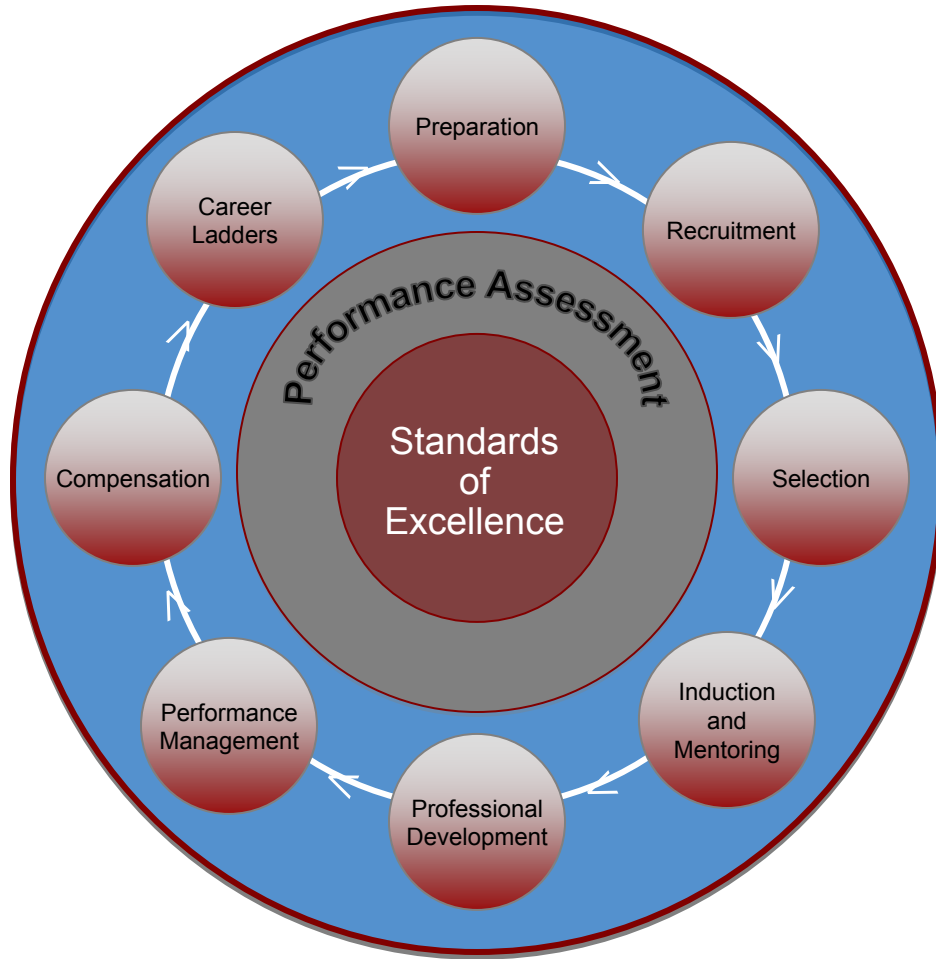 Preparation
Recruitment
Selection
Induction
and
Mentoring
Professional
Development
Performance
Management
Compensation
Career
Ladders
Performance Assessment
Standards
of
Excellence